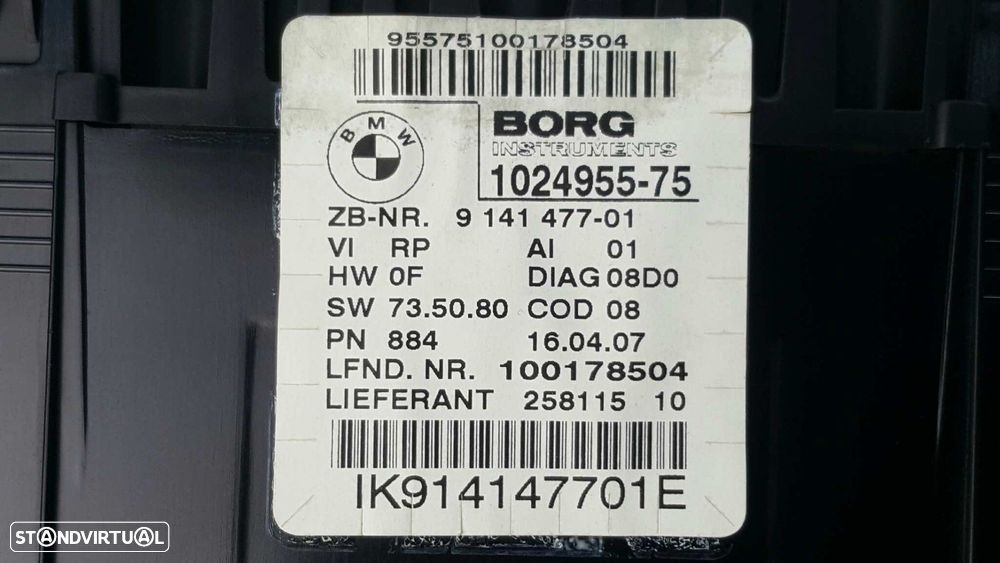 95575100178504
BMW
BORG
INSTRUMENTS
1024955-75
ZB-NR. 9 141 477-01
VI RP AI 01
HW 0F DIAG 08D0
SW 73.50.80 COD 08
PN 884 16.04.07
LFND. NR. 100178504
LIEFERANT 258115 10
IK914147701E
STANDVIRTUAL